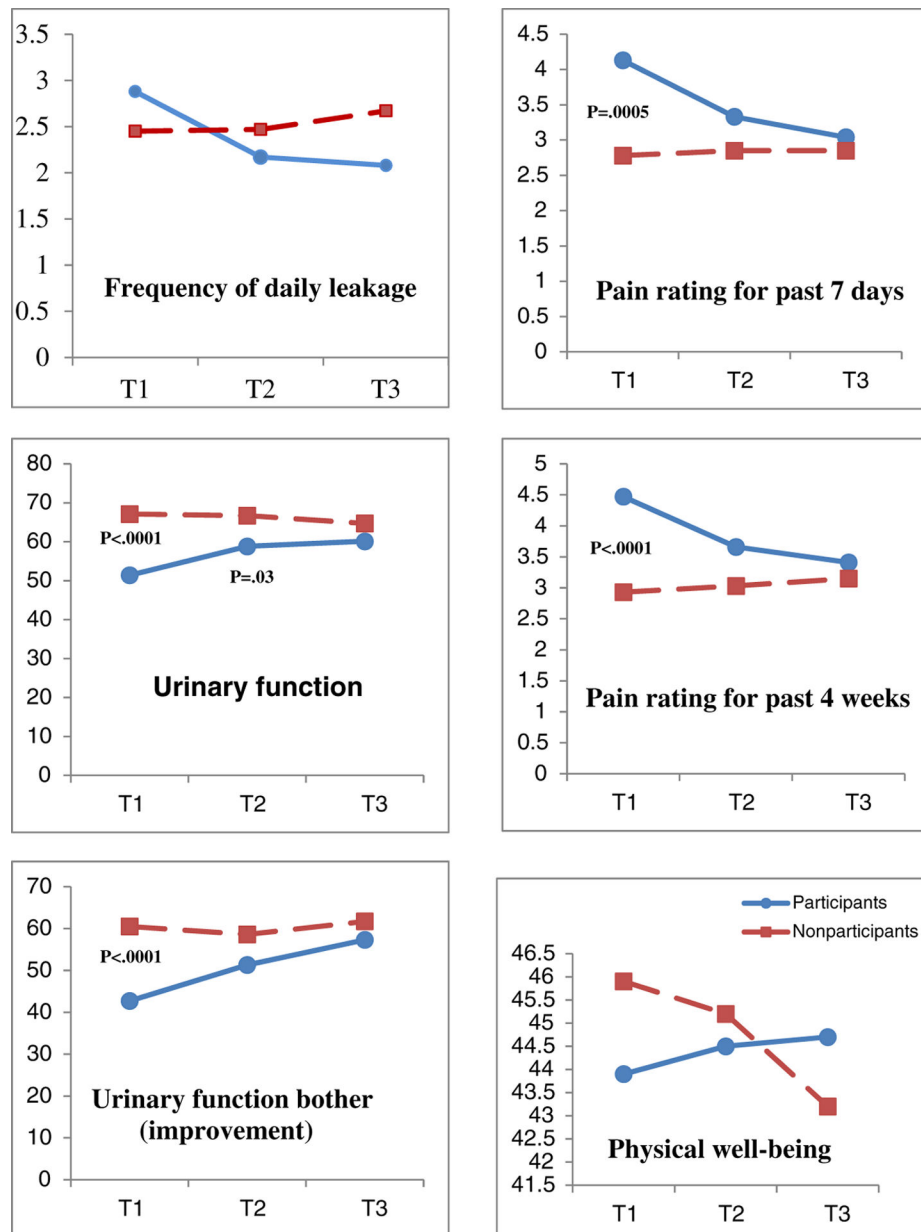 3.5
3
2.5
2
1.5
1
0.5
0
Frequency of daily leakage
T1 T2 T3
4.5
4
3.5
3
2.5
2
1.5
1
0.5
0
P=.0005
Pain rating for past 7 days
T1 T2 T3
80
70
60
50
40
30
20
10
0
P<.0001
P=.03
Urinary function
T1 T2 T3
5
4.5
4
3.5
3
2.5
2
1.5
1
0.5
0
P<.0001
Pain rating for past 4 weeks
T1 T2 T3
70
60
50
40
30
20
10
0
P<.0001
Urinary function bother
(improvement)
T1 T2 T3
Participants
Nonparticipants
46.5
46
45.5
45
44.5
44
43.5
43
42.5
42
41.5
Physical well-being
T1 T2 T3